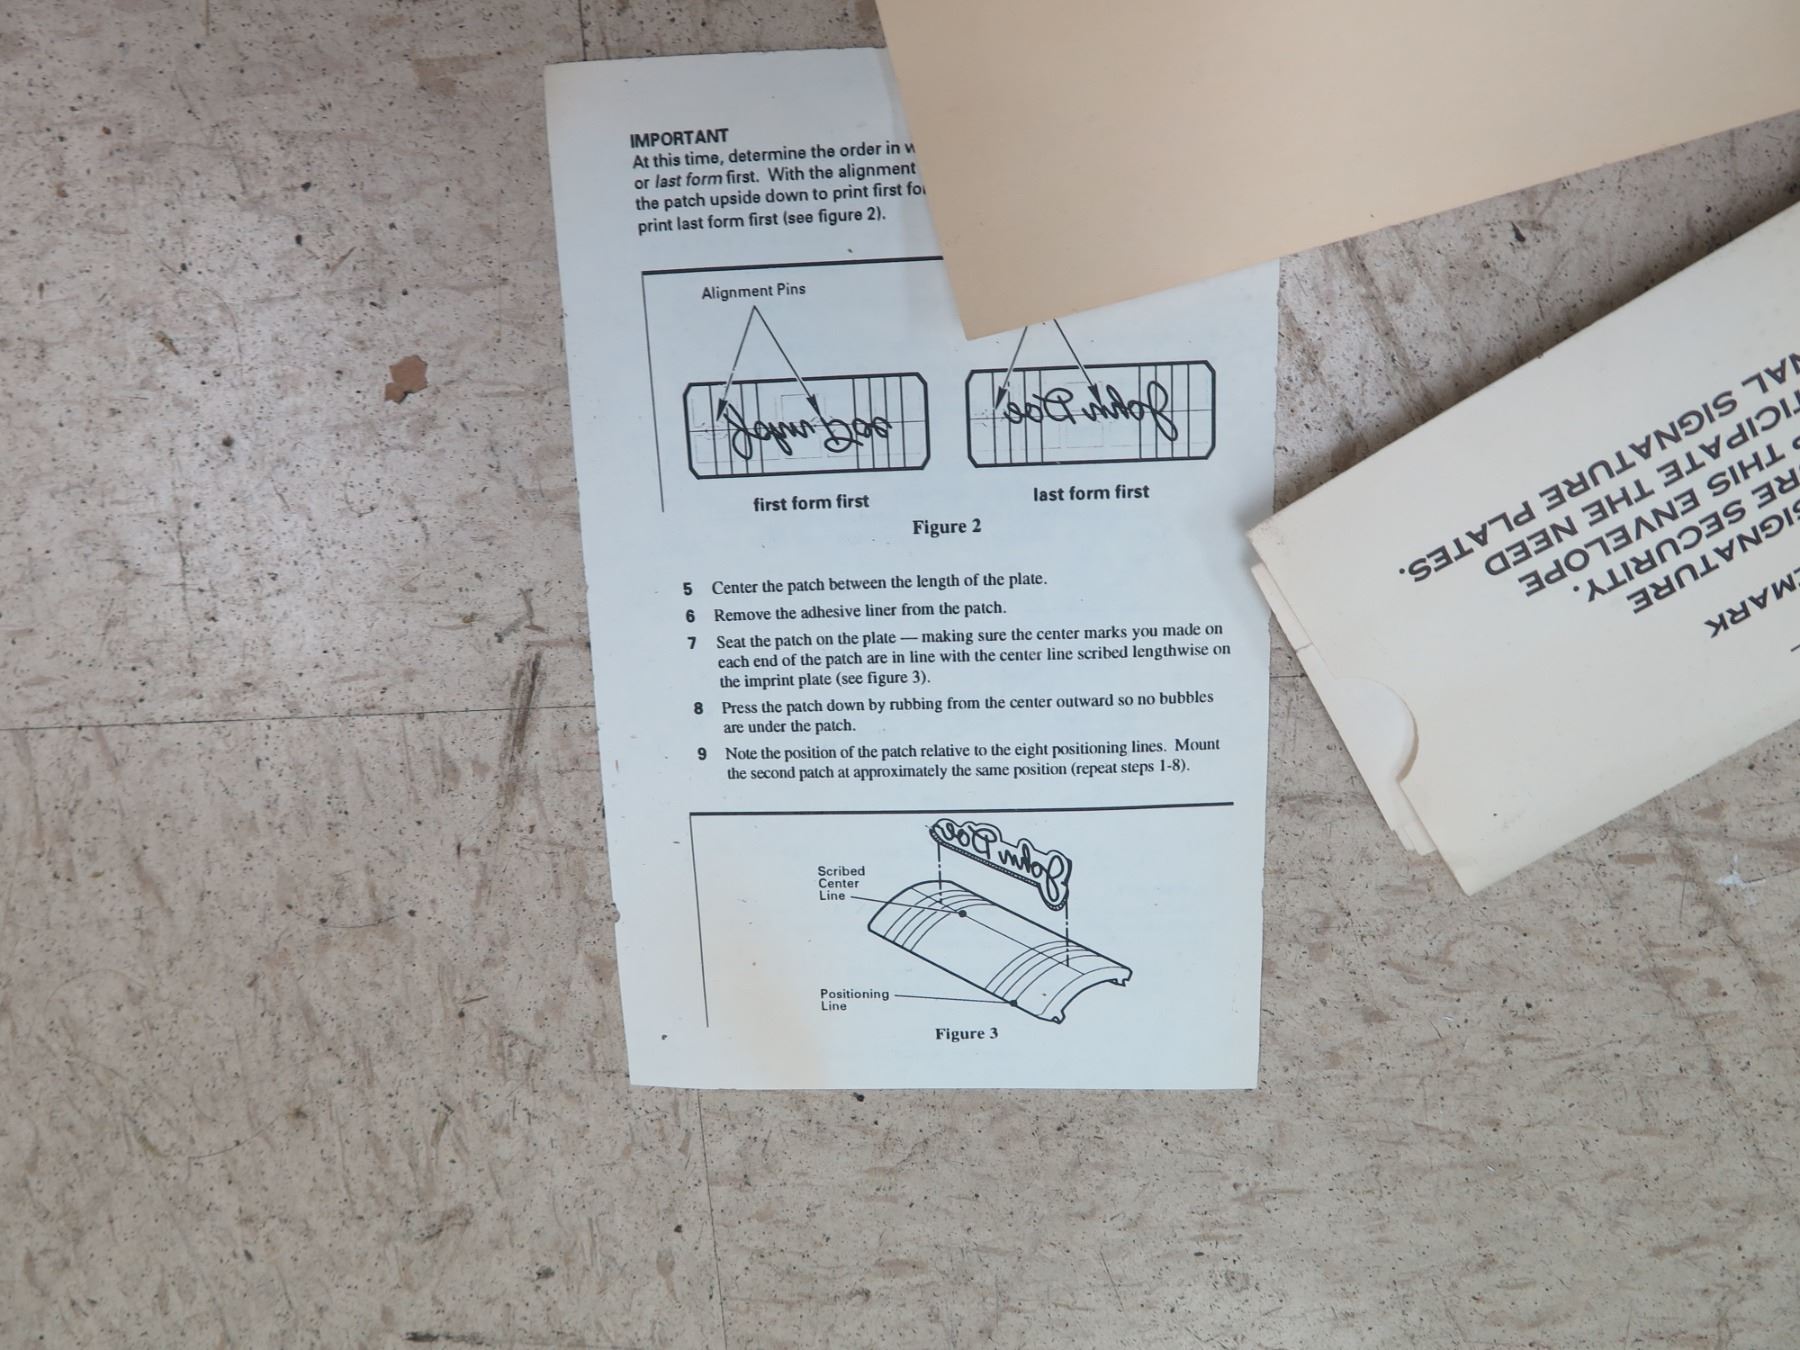 IMPORTANT
At this time, determine the order in
or last form first. With the alignment
the patch upside down to print first
print last form first (see figure 2).
Alignment Pins
John Doe
John Doe
first form first
last form first
Figure 2
5 Center the patch between the length of the plate.
6 Remove the adhesive liner from the patch.
7 Seat the patch on the plate — making sure the center marks you made on
each end of the patch are in line with the center line scribed lengthwise on
the imprint plate (see figure 3).
8 Press the patch down by rubbing from the center outward so no bubbles
are under the patch.
9 Note the position of the patch relative to the eight positioning lines. Mount
the second patch at approximately the same position (repeat steps 1-8).
John Doe
Scribed
Center
Line
Positioning
Line
Figure 3
SIGNATURE
SECURITY.
THIS ENVELOPE
THE NEED
SIGNATURE PLATES.